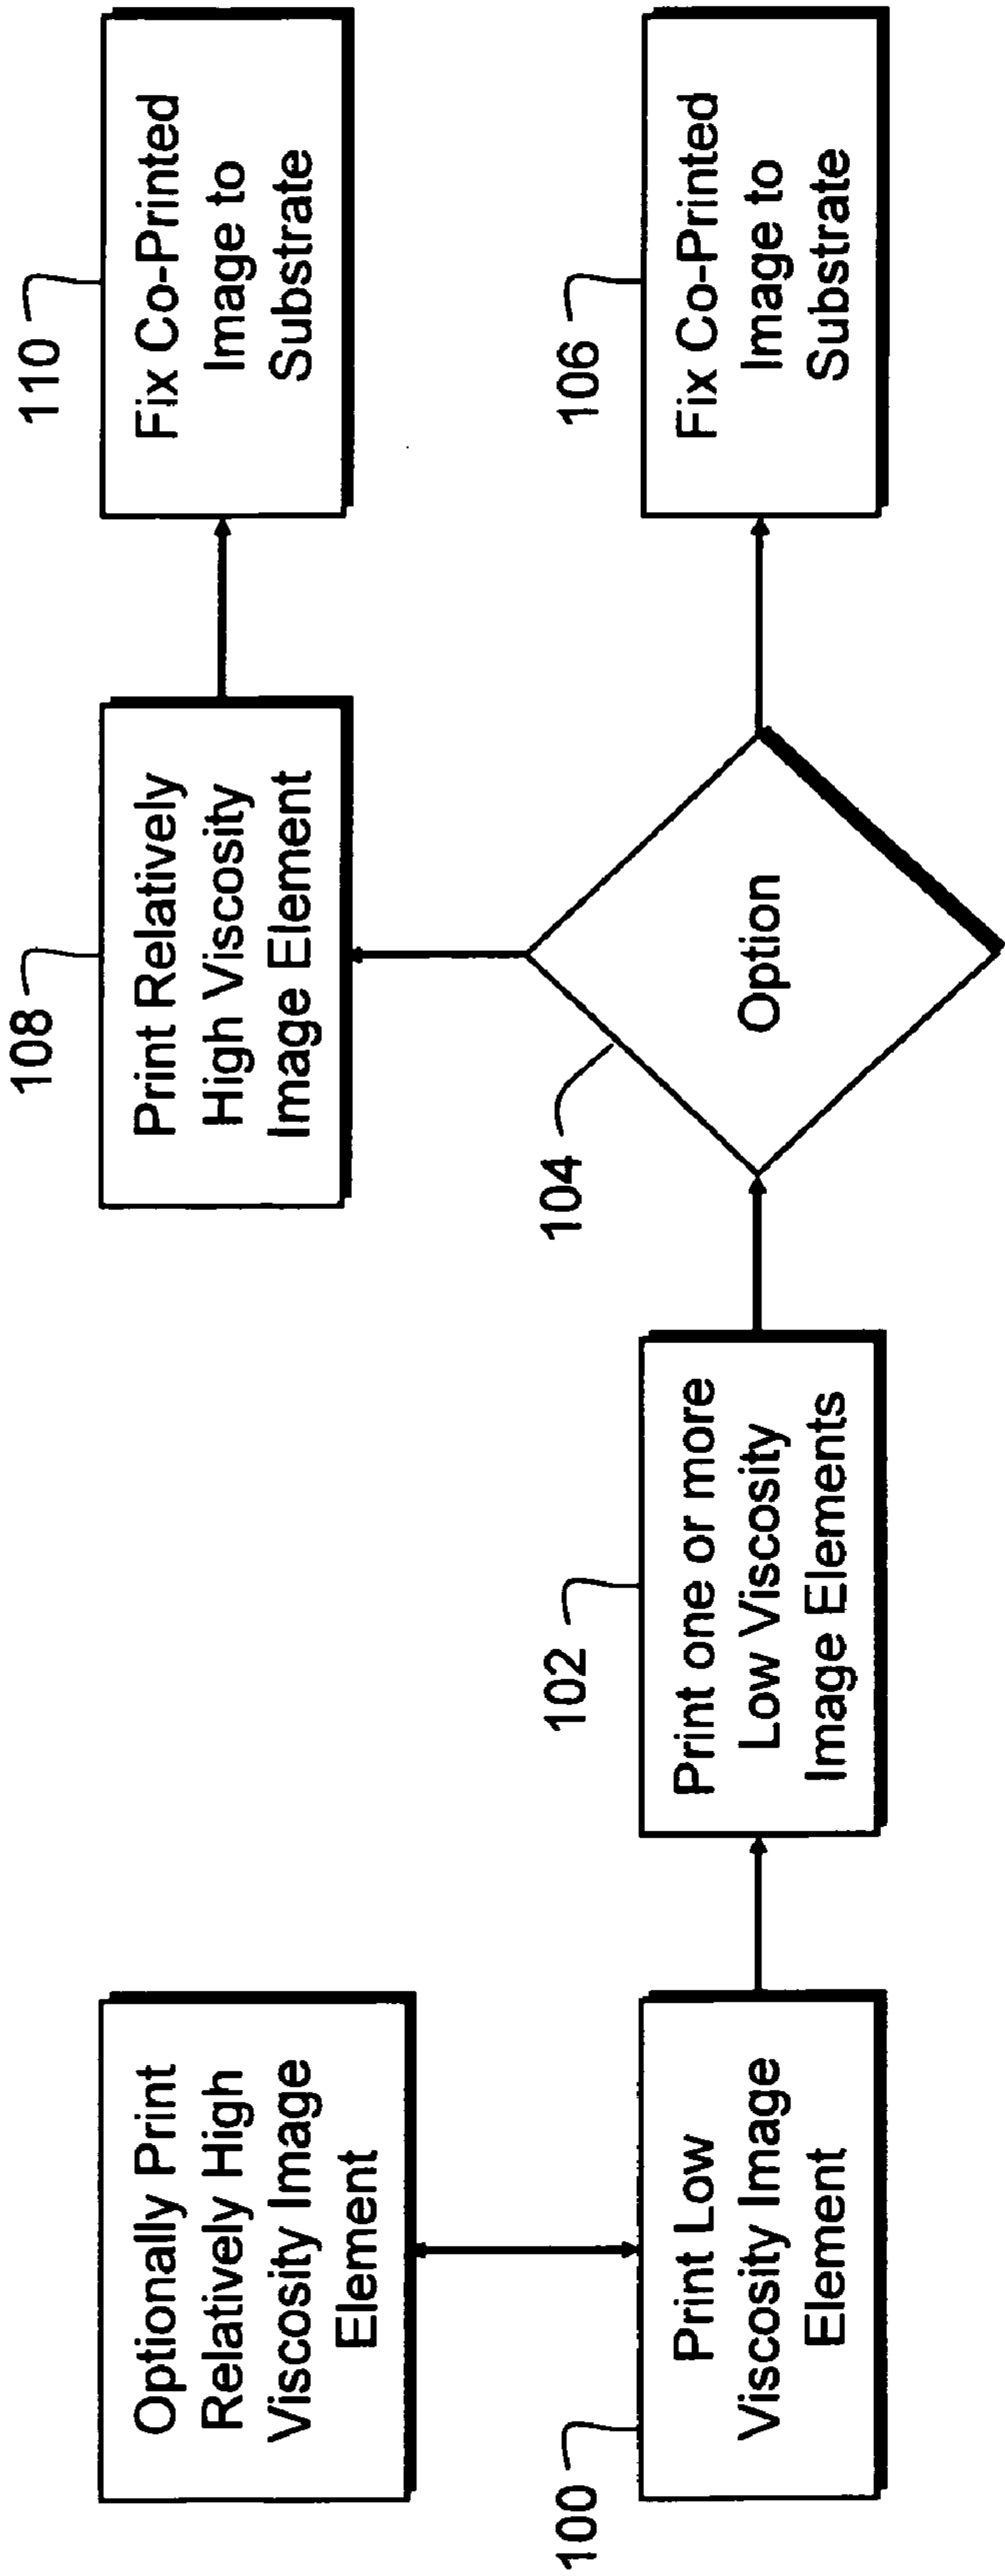 Optionally Print
Relatively High
Viscosity Image
Element
108
Print Relatively
High Viscosity
Image Element
110
Fix Co-Printed
Image to
Substrate
100
Print Low
Viscosity Image
Element
102
Print one or more
Low Viscosity
Image Elements
104
Option
106
Fix Co-Printed
Image to
Substrate